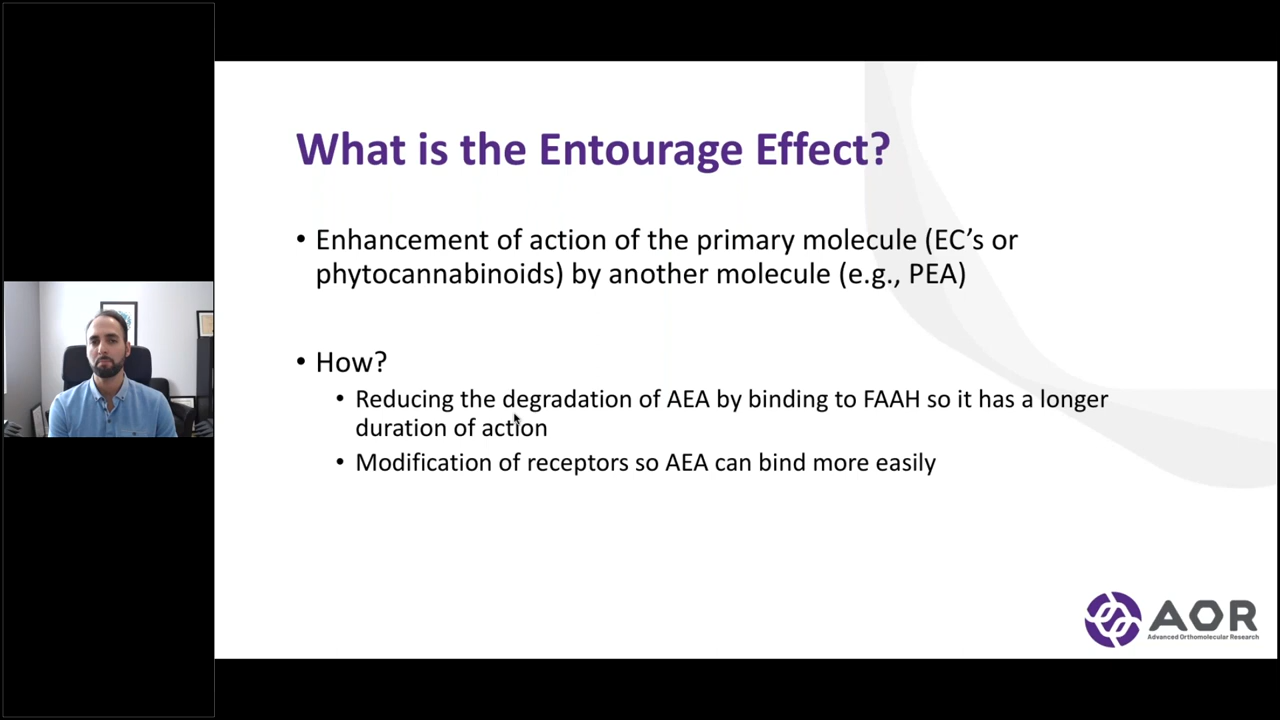 What is the Entourage Effect?
• Enhancement of action of the primary molecule (EC’s or
phytocannabinoids) by another molecule (e.g., PEA)
• How?
• Reducing the degradation of AEA by binding to FAAH so it has a longer
duration of action
• Modification of receptors so AEA can bind more easily
AOR
Advanced Orthomolecular Research